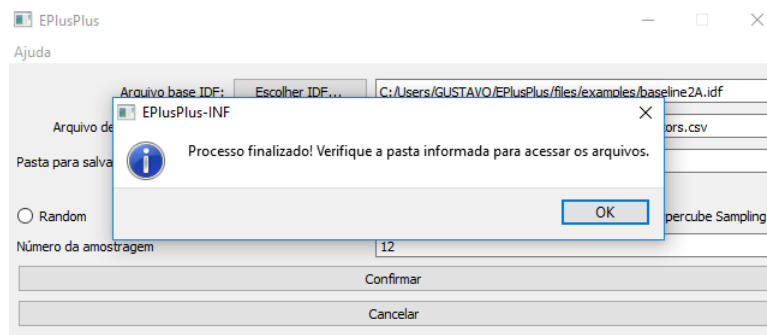 EPlusPlus
Ajuda
Arquivo base IDF: Escolher IDF... C:/Users/GUSTAVO/EPlusPlus/files/examples/baseline2A.idf
EPlusPlus-INF
Arquivo de ors.csv
Processo finalizado! Verifique a pasta informada para acessar os arquivos.
Pasta para salva
OK
Random percube Sampling
Número da amostragem 12
Confirmar
Cancelar